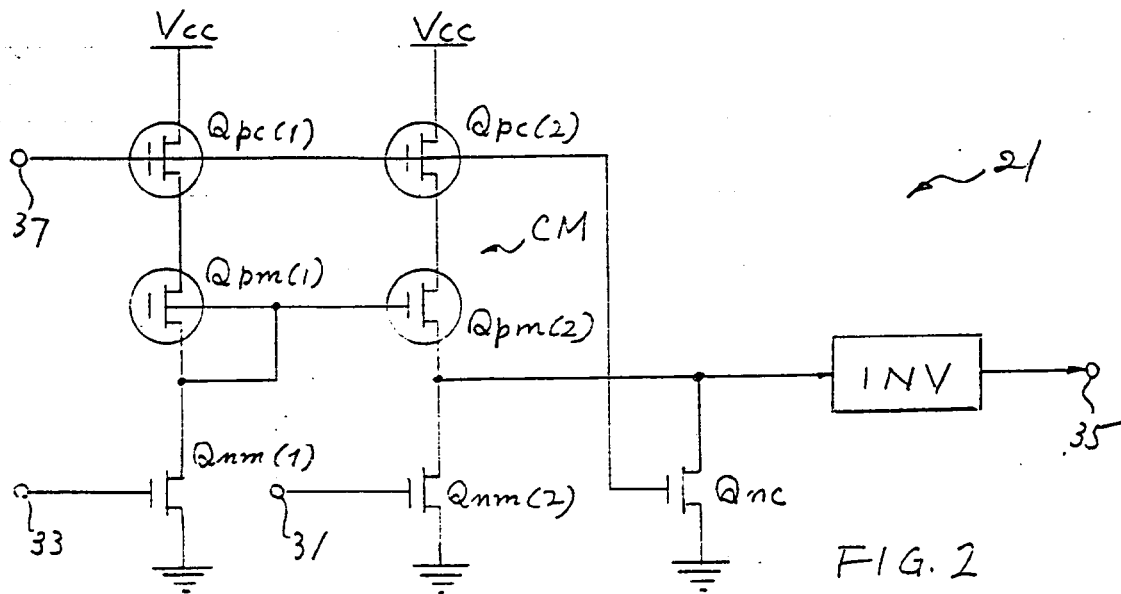 Vcc
Vcc
Qpc(1)
Qpc(2)
21
37
CM
Qpm(1)
Qpm(2)
INV
35
Qnm(1)
Qnm(2)
Qnc
33
31
FIG. 2